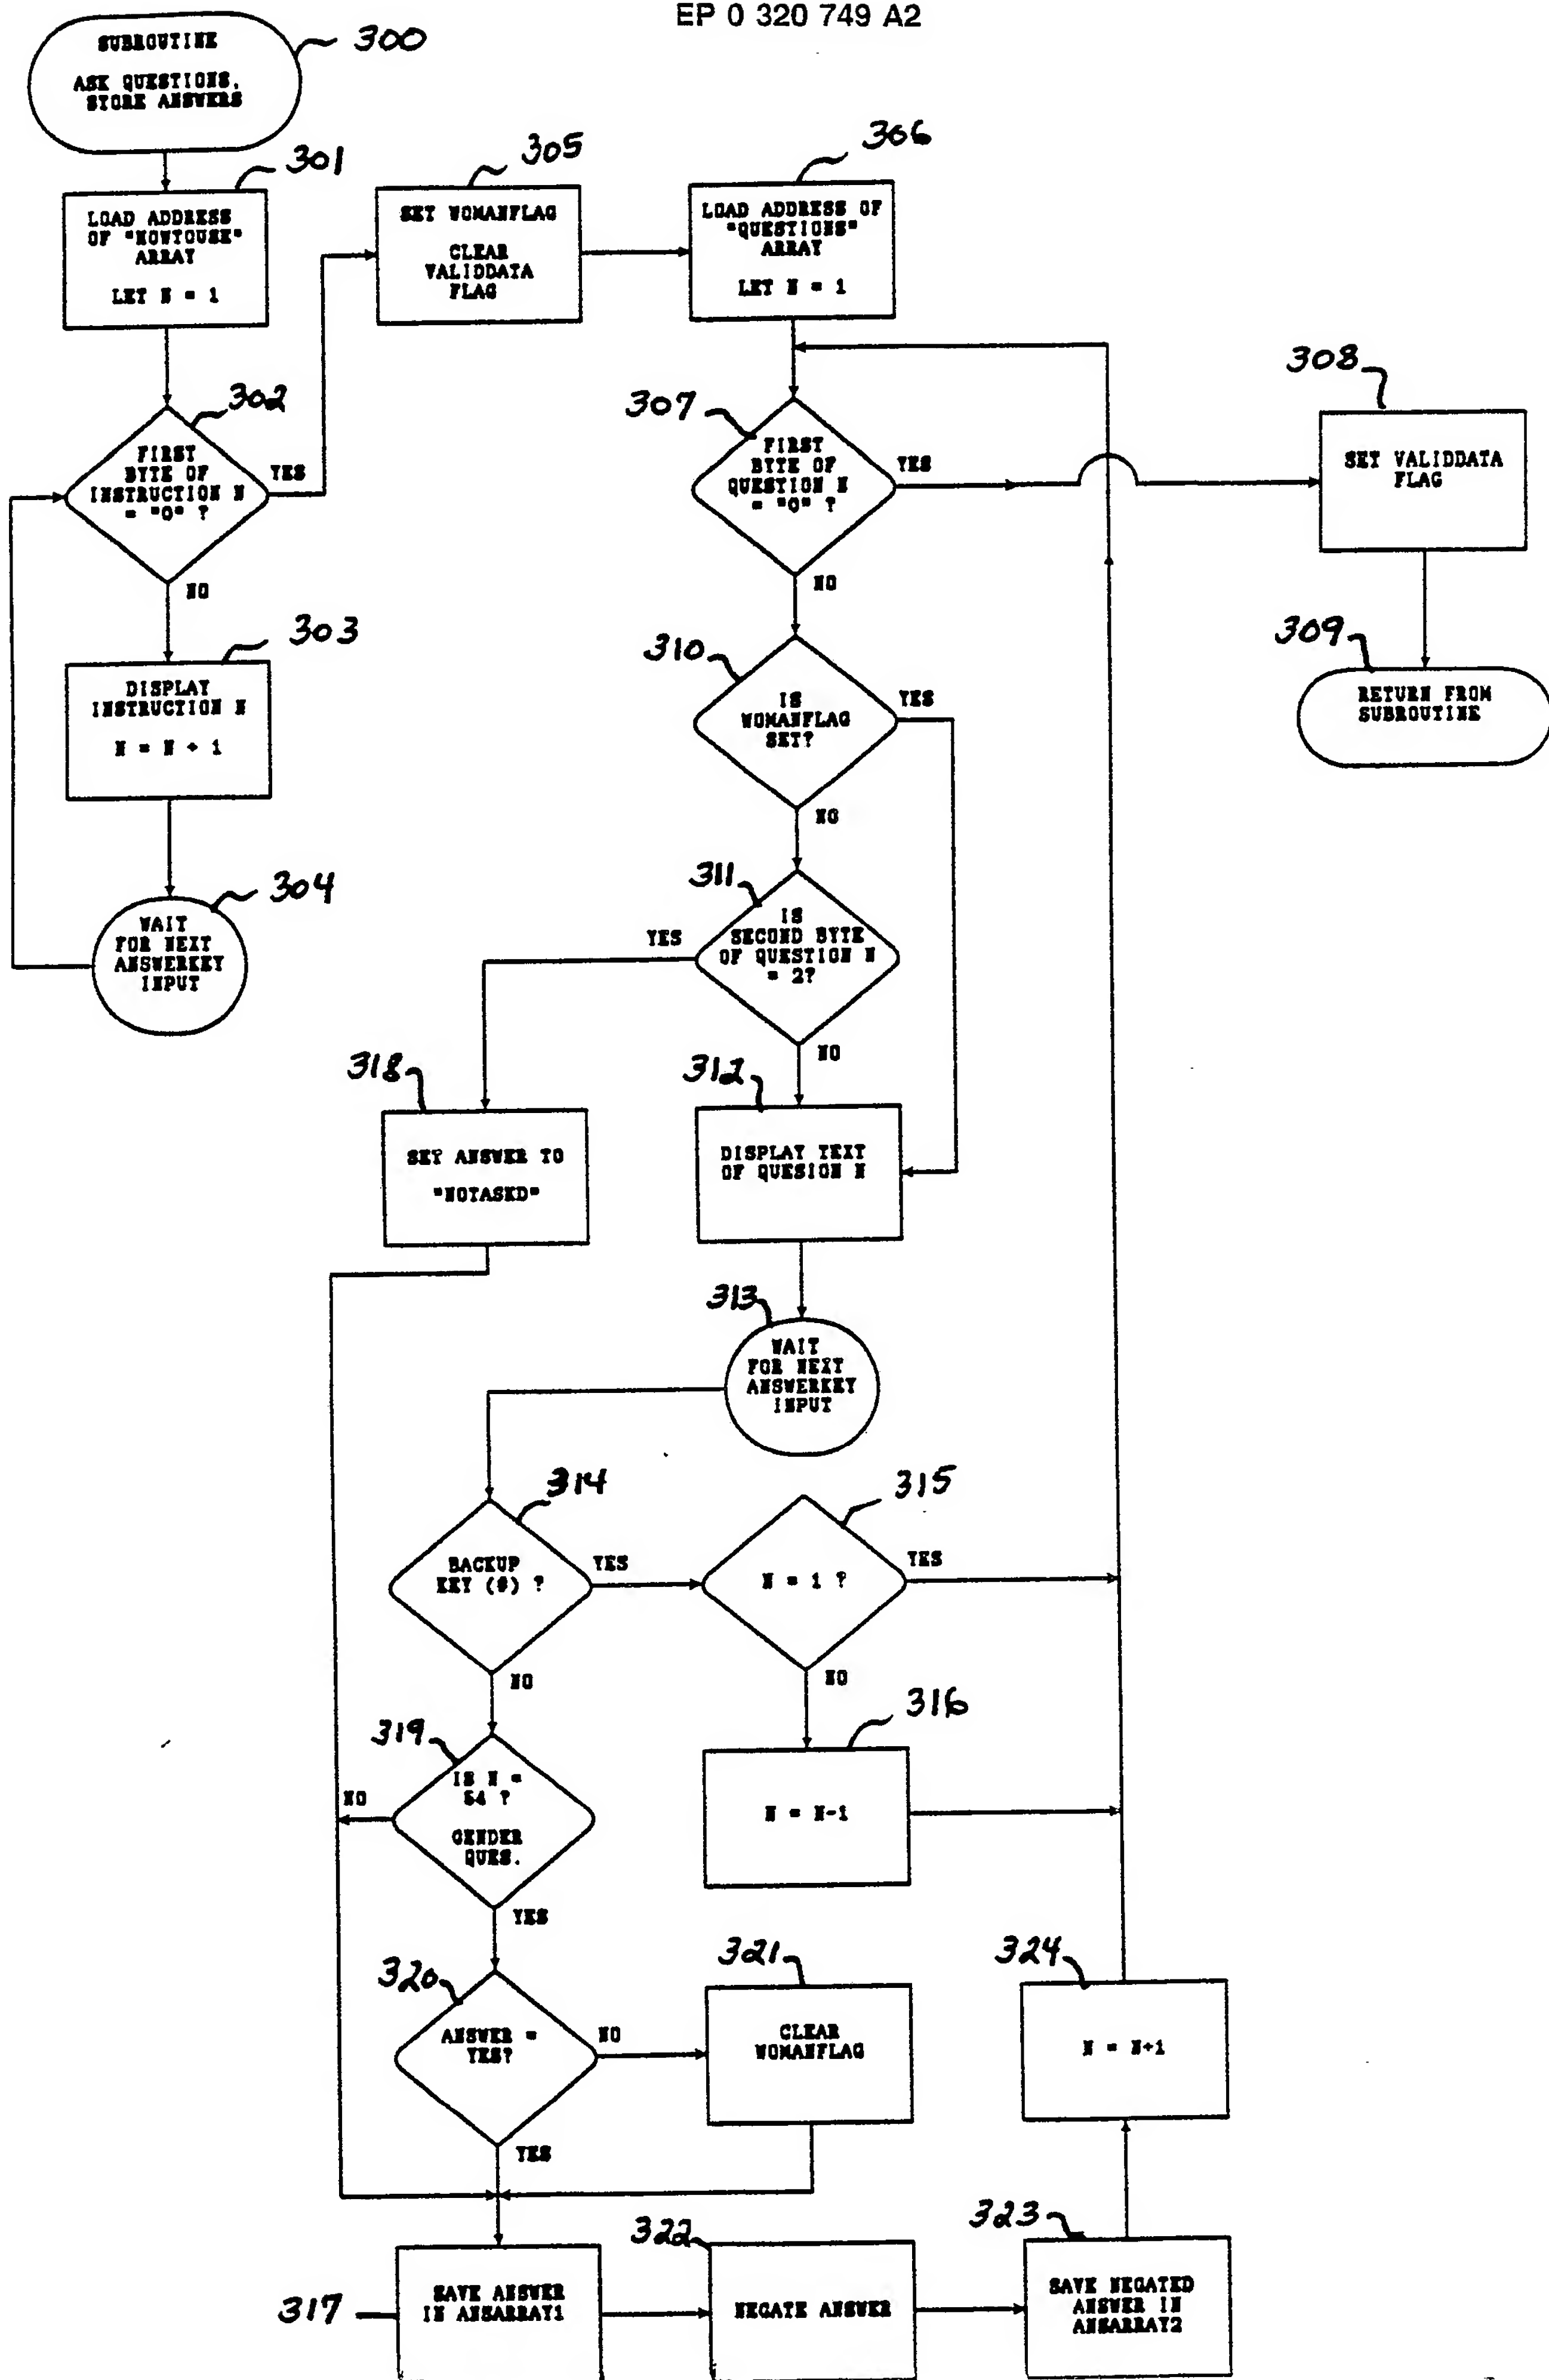 EP 0 320 749 A2
SUBROUTINE
ASK QUESTIONS,
STORE ANSWERS
300
301
LOAD ADDRESS
OF "HOWTOUSE"
ARRAY
LET N = 1
302
FIRST
BYTE OF
INSTRUCTION N
= "0" ?
YES
NO
303
DISPLAY
INSTRUCTION N
N = N + 1
304
WAIT
FOR NEXT
ANSWERKEY
INPUT
305
SET WOMANFLAG
CLEAR
VALIDDATA
FLAG
306
LOAD ADDRESS OF
"QUESTIONS"
ARRAY
LET N = 1
307
FIRST
BYTE OF
QUESTION N
= "0" ?
YES
NO
308
SET VALIDDATA
FLAG
309
RETURN FROM
SUBROUTINE
310
IS
WOMANFLAG
SET?
YES
NO
311
IS
SECOND BYTE
OF QUESTION N
= 2?
YES
NO
318
SET ANSWER TO
"NOTASKD"
312
DISPLAY TEXT
OF QUESION N
313
WAIT
FOR NEXT
ANSWERKEY
INPUT
314
BACKUP
KEY (#) ?
YES
NO
315
N = 1 ?
YES
NO
316
N = N-1
319
IS N =
54 ?
GENDER
QUES.
NO
YES
320
ANSWER =
YES?
NO
YES
321
CLEAR
WOMANFLAG
324
N = N+1
317
SAVE ANSWER
IN ANSARRAY1
322
NEGATE ANSWER
323
SAVE NEGATED
ANSWER IN
ANSARRAY2